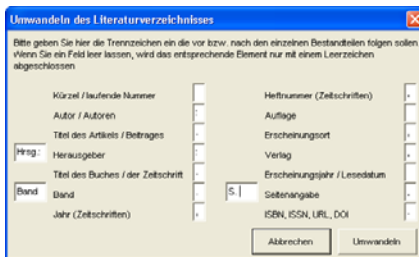 Umwandeln des Literaturverzeichnisses
Bitte geben Sie hier die Trennzeichen ein die vor bzw. nach den einzelnen Bestandteilen folgen sollen
Wenn Sie ein Feld leer lassen, wird das entsprechende Element nur mit einem Leerzeichen
abgeschlossen
Kürzel / laufende Nummer
Heftnummer (Zeitschriften)
Autor / Autoren :
Auflage
Titel des Artikels / Beitrages
Erscheinungsort
Hrsg.: Herausgeber :
Verlag
Titel des Buches / der Zeitschrift
Erscheinungsjahr / Lesedatum
Band Band
S. Seitenangabe
Jahr (Zeitschriften)
ISBN, ISSN, URL, DOI
Abbrechen Umwandeln